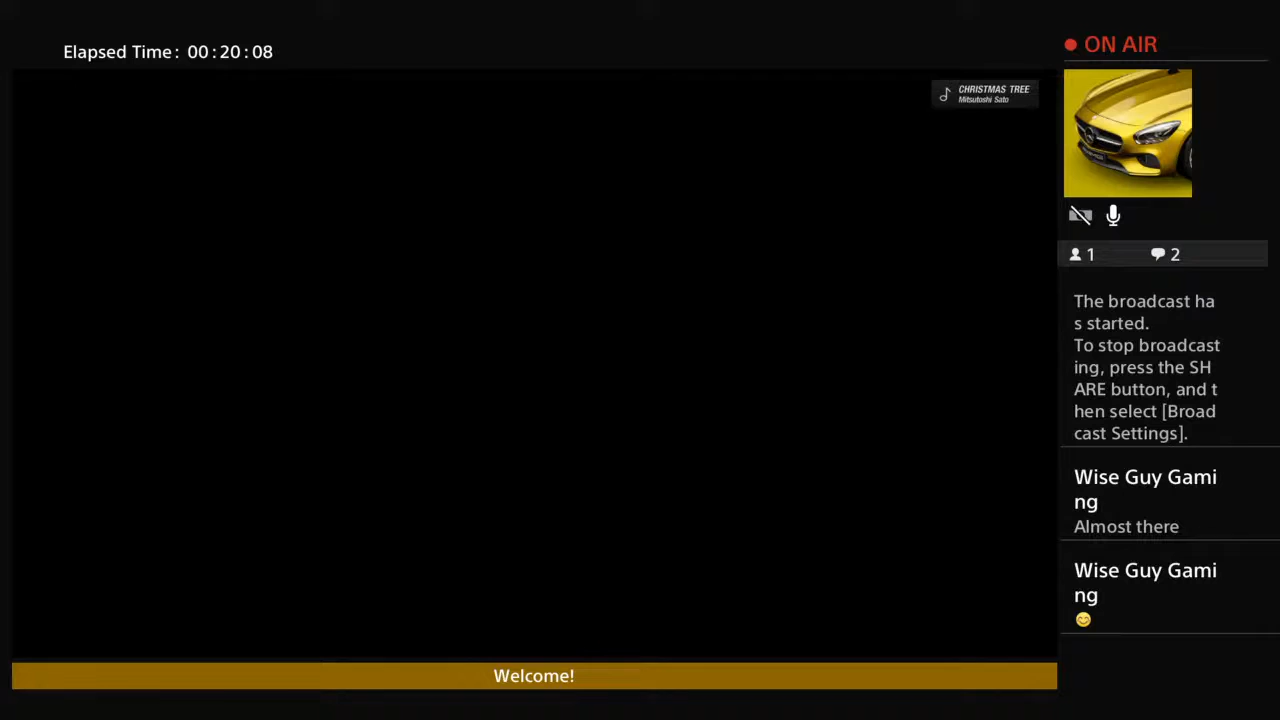 Elapsed Time: 00:20:08
ON AIR
CHRISTMAS TREE
Mitsutoshi Sato
1
2
The broadcast ha
s started.
To stop broadcast
ing, press the SH
ARE button, and t
hen select [Broad
cast Settings].
Wise Guy Gami
ng
Almost there
Wise Guy Gami
ng
😊
Welcome!